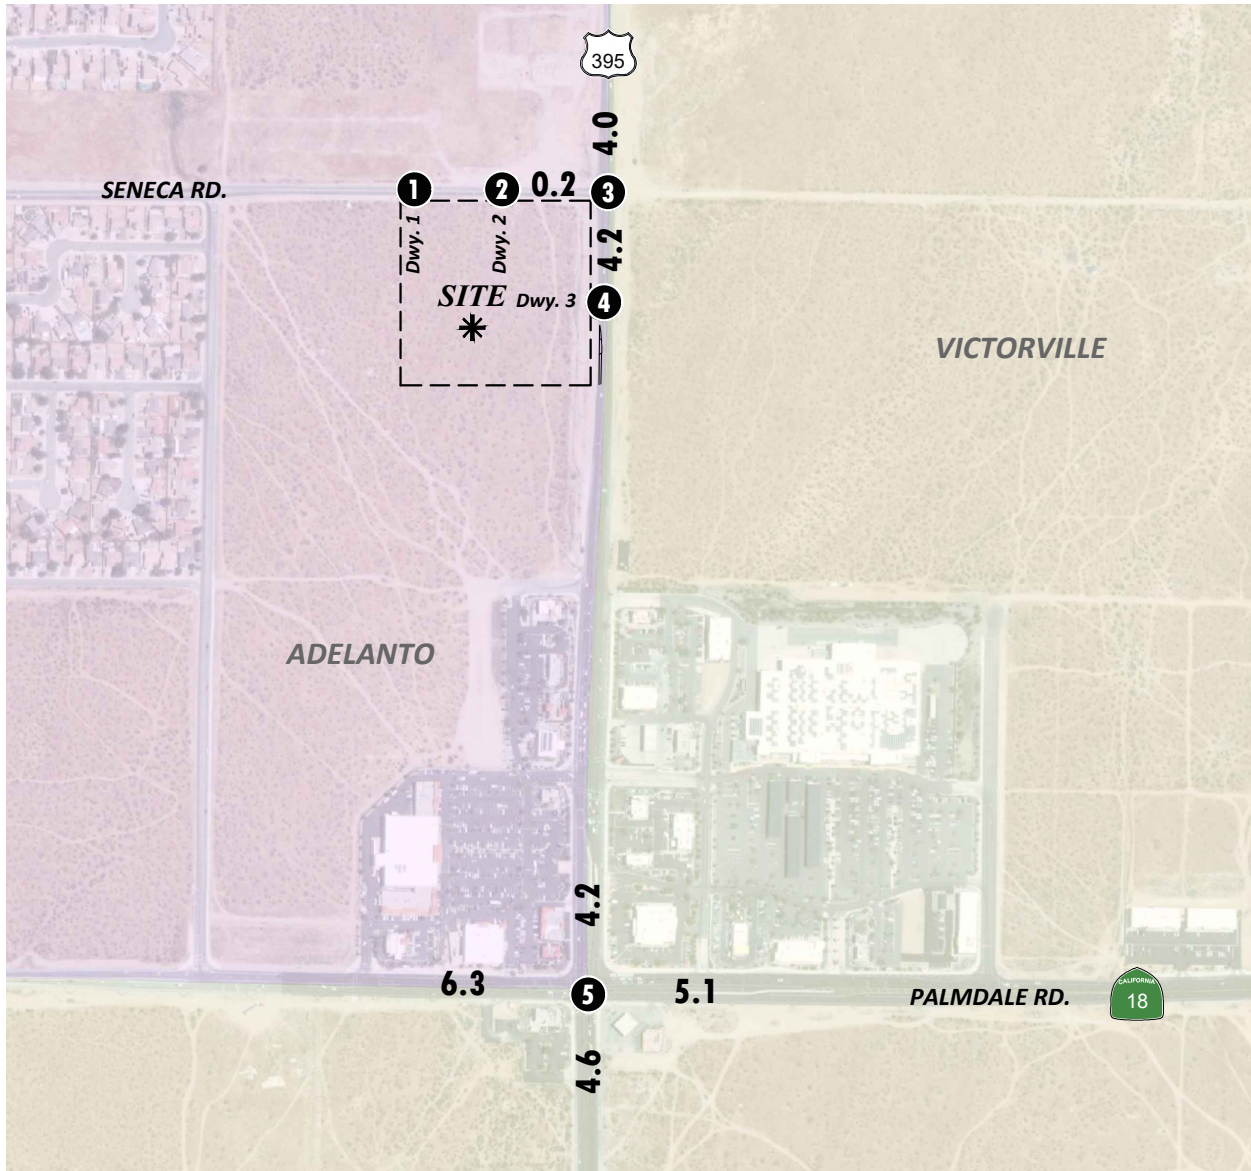 395
4.0
SENECA RD.
1
2
0.2
3
Dwy. 1
Dwy. 2
4.2
SITE
Dwy. 3
4
VICTORVILLE
ADELANTO
4.2
6.3
5
5.1
PALMDALE RD.
CALIFORNIA
18
4.6